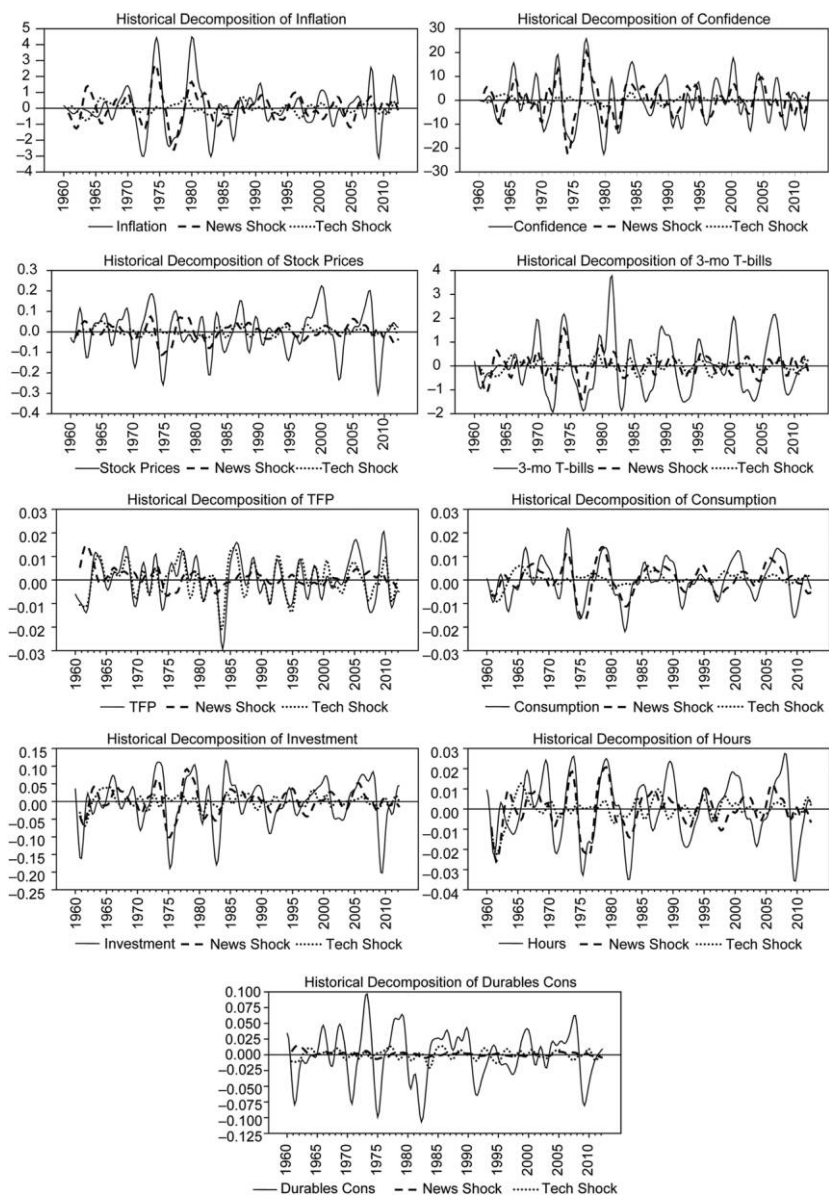 Historical Decomposition of Inflation
5
4
3
2
1
0
−1
−2
−3
−4
1960 1965 1970 1975 1980 1985 1990 1995 2000 2005 2010
Inflation News Shock Tech Shock
Historical Decomposition of Confidence
30
20
10
0
−10
−20
−30
1960 1965 1970 1975 1980 1985 1990 1995 2000 2005 2010
Confidence News Shock Tech Shock
Historical Decomposition of Stock Prices
0.3
0.2
0.1
0.0
−0.1
−0.2
−0.3
−0.4
1960 1965 1970 1975 1980 1985 1990 1995 2000 2005 2010
Stock Prices News Shock Tech Shock
Historical Decomposition of 3-mo T-bills
4
2
0
−2
1960 1965 1970 1975 1980 1985 1990 1995 2000 2005 2010
3-mo T-bills News Shock Tech Shock
Historical Decomposition of TFP
0.03
0.02
0.01
0.00
−0.01
−0.02
−0.03
1960 1965 1970 1975 1980 1985 1990 1995 2000 2005 2010
TFP News Shock Tech Shock
Historical Decomposition of Consumption
0.03
0.02
0.01
0.00
−0.01
−0.02
−0.03
1960 1965 1970 1975 1980 1985 1990 1995 2000 2005 2010
Consumption News Shock Tech Shock
Historical Decomposition of Investment
0.15
0.10
0.05
0.00
−0.05
−0.10
−0.15
−0.20
−0.25
1960 1965 1970 1975 1980 1985 1990 1995 2000 2005 2010
Investment News Shock Tech Shock
Historical Decomposition of Hours
0.03
0.02
0.01
0.00
−0.01
−0.02
−0.03
−0.04
1960 1965 1970 1975 1980 1985 1990 1995 2000 2005 2010
Hours News Shock Tech Shock
Historical Decomposition of Durables Cons
0.100
0.075
0.050
0.025
0.000
−0.025
−0.050
−0.075
−0.100
−0.125
1960 1965 1970 1975 1980 1985 1990 1995 2000 2005 2010
Durables Cons News Shock Tech Shock